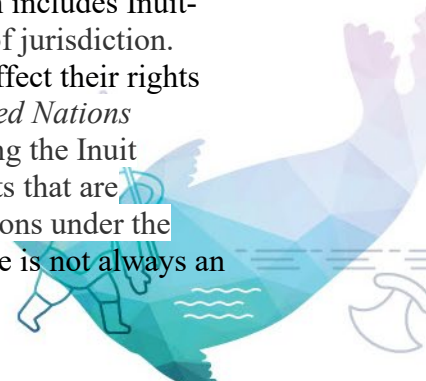 includes Inuit-
f jurisdiction.
ffect their rights
ed Nations
ng the Inuit
ts that are
ons under the
e is not always an